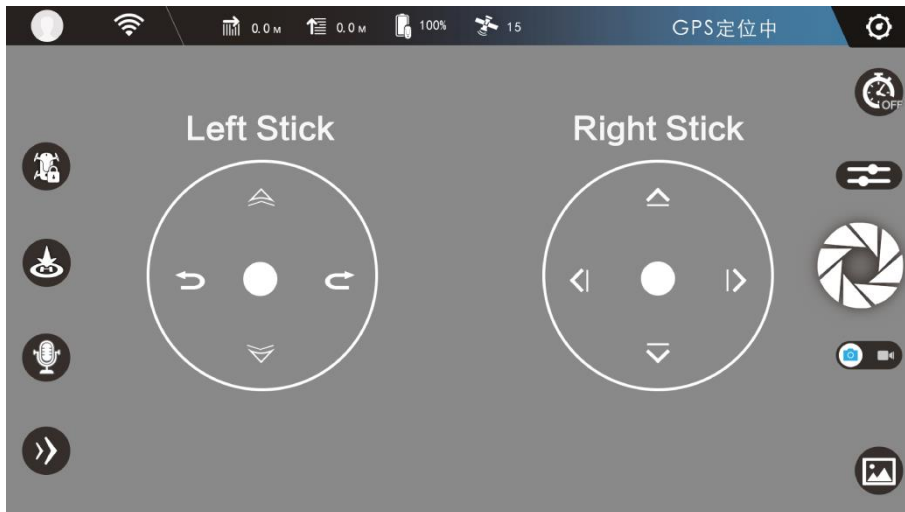 0.0M
0.0M
100%
15
GPS定位中
OFF
Left Stick
Right Stick